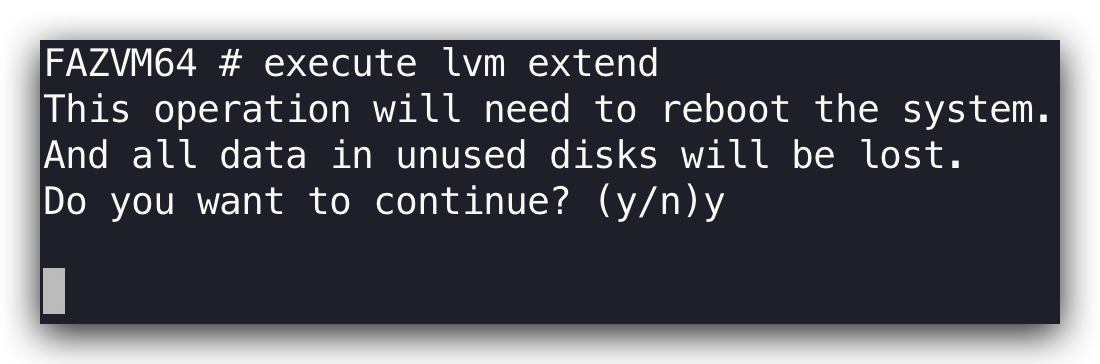 FAZVM64 # execute lvm extend
This operation will need to reboot the system.
And all data in unused disks will be lost.
Do you want to continue? (y/n)y